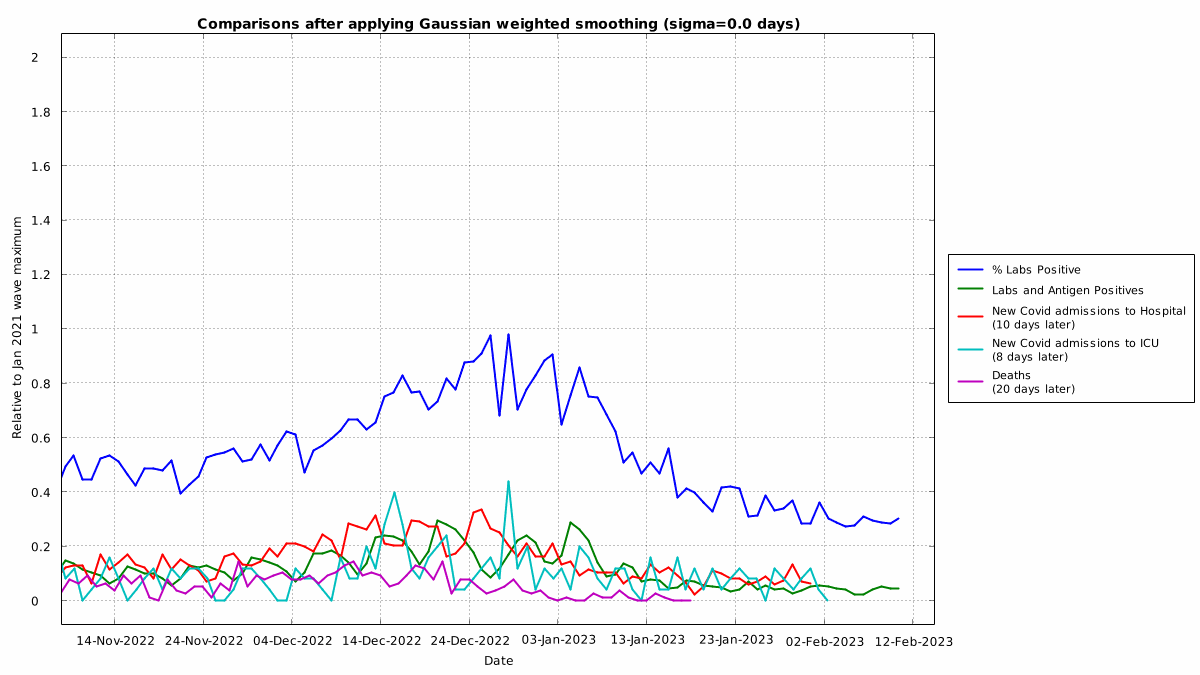 Comparisons after applying Gaussian weighted smoothing (sigma=0.0 days)
2
1.8
1.6
1.4
1.2
1
0.8
0.6
0.4
0.2
0
Relative to Jan 2021 wave maximum
14-Nov-2022
24-Nov-2022
04-Dec-2022
14-Dec-2022
24-Dec-2022
03-Jan-2023
13-Jan-2023
23-Jan-2023
02-Feb-2023
12-Feb-2023
Date
% Labs Positive
Labs and Antigen Positives
New Covid admissions to Hospital
(10 days later)
New Covid admissions to ICU
(8 days later)
Deaths
(20 days later)